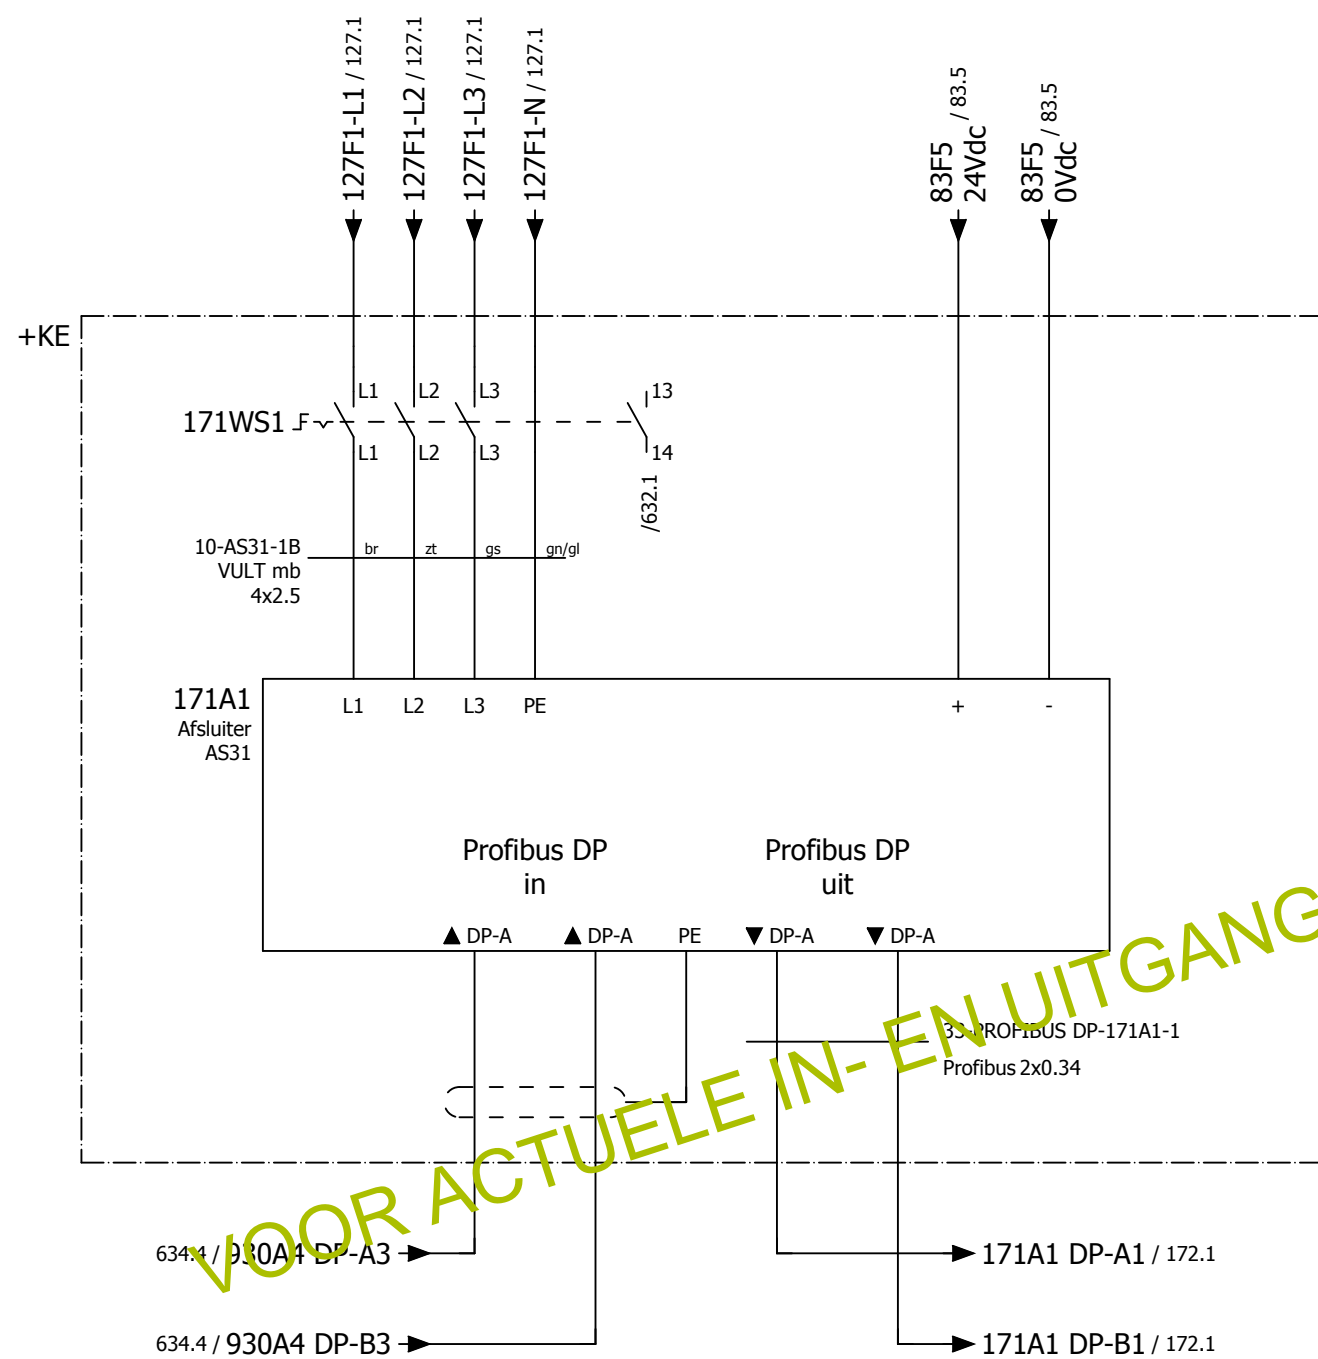 127F1-L1 / 127.1
127F1-L2 / 127.1
127F1-L3 / 127.1
127F1-N / 127.1
83F5 / 83.5
24Vdc
83F5 / 83.5
0Vdc
+KE
L1 L2 L3 13
171WS1
L1 L2 L3 14
/632.1
10-AS31-1B
VULT mb
4x2.5
br zt gs gn/gl
171A1
Afsluiter
AS31
L1 L2 L3 PE + -
Profibus DP
in
Profibus DP
uit
DP-A DP-A PE DP-A DP-A
33-PROFIBUS DP-171A1-1
Profibus 2x0.34
VOOR ACTUELE IN- EN UITGANG
634.4 / 930A4 DP-A3
171A1 DP-A1 / 172.1
634.4 / 930A4 DP-B3
171A1 DP-B1 / 172.1